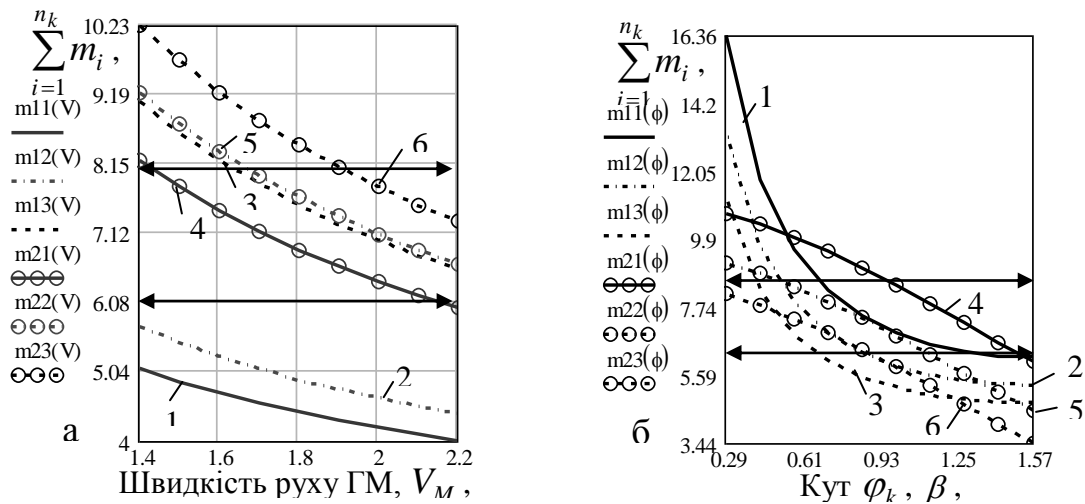 10.23
9.19
8.15
7.12
6.08
5.04
4
n_k
∑ m_i ,
i=1
m11(V)
m12(V)
m13(V)
m21(V)
m22(V)
m23(V)
1
2
3
4
5
6
а
1.4 1.6 1.8 2 2.2
Швидкість руху ГМ, V_M ,
16.36
14.2
12.05
9.9
7.74
5.59
3.44
n_k
∑ m_i ,
i=1
m11(ϕ)
m12(ϕ)
m13(ϕ)
m21(ϕ)
m22(ϕ)
m23(ϕ)
1
4
2
3
5
6
б
0.29 0.61 0.93 1.25 1.57
Кут φ_k , β ,